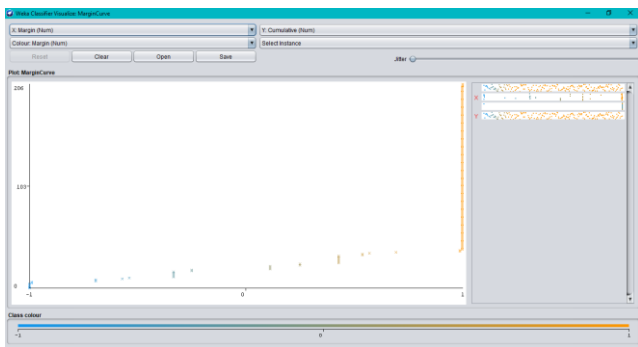 Weka Classifier Visualize: MarginCurve
X: Margin (Num)
Y: Cumulative (Num)
Colour: Margin (Num)
Select Instance
Reset
Clear
Open
Save
Jitter
Plot: MarginCurve
206
103
0
-1
0
1
X
Y
Class colour
-1
0
1